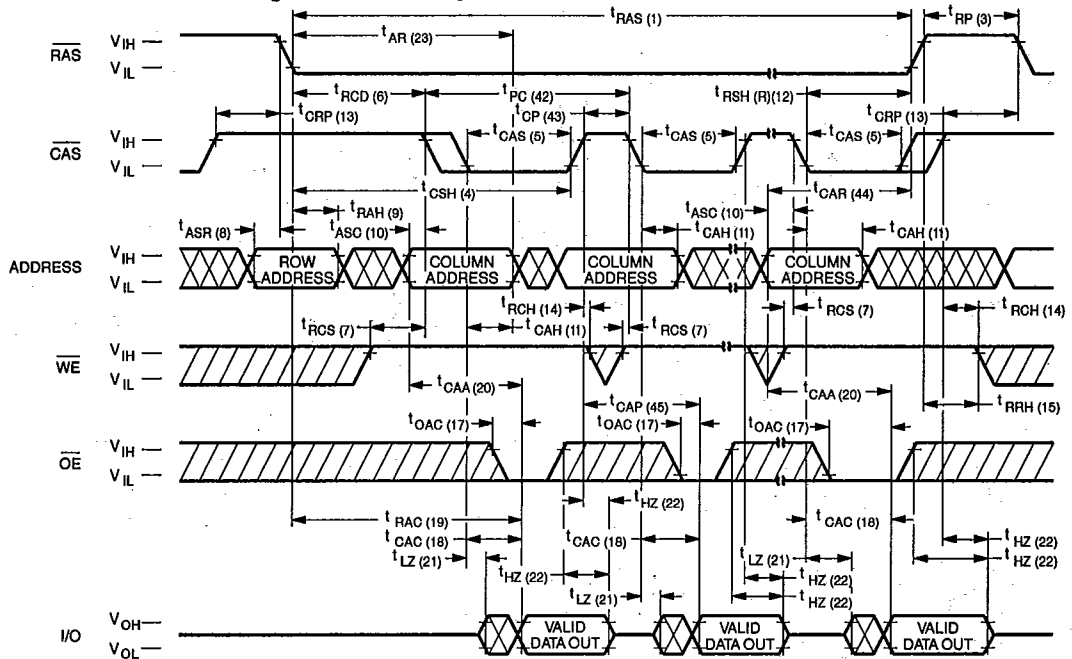 tRAS (1)
tRP (3)
tAR (23)
RAS
VIH
VIL
tRCD (6)
tPC (42)
tRSH (R)(12)
tCRP (13)
tCP (43)
tCRP (13)
CAS
VIH
VIL
tCAS (5)
tCAS (5)
tCAS (5)
tCSH (4)
tCAR (44)
tRAH (9)
tASC (10)
tASR (8)
tASC (10)
tCAH (11)
tCAH (11)
ADDRESS
VIH
VIL
ROW ADDRESS
COLUMN ADDRESS
COLUMN ADDRESS
COLUMN ADDRESS
tRCH (14)
tRCS (7)
tRCH (14)
tRCS (7)
tCAH (11)
tRCS (7)
WE
VIH
VIL
tCAA (20)
tCAA (20)
tCAP (45)
tRRH (15)
tOAC (17)
tOAC (17)
tOAC (17)
OE
VIH
VIL
tHZ (22)
tRAC (19)
tCAC (18)
tCAC (18)
tCAC (18)
tHZ (22)
tLZ (21)
tLZ (21)
tHZ (22)
tHZ (22)
tHZ (22)
tLZ (21)
tHZ (22)
I/O
VOH
VOL
VALID DATA OUT
VALID DATA OUT
VALID DATA OUT